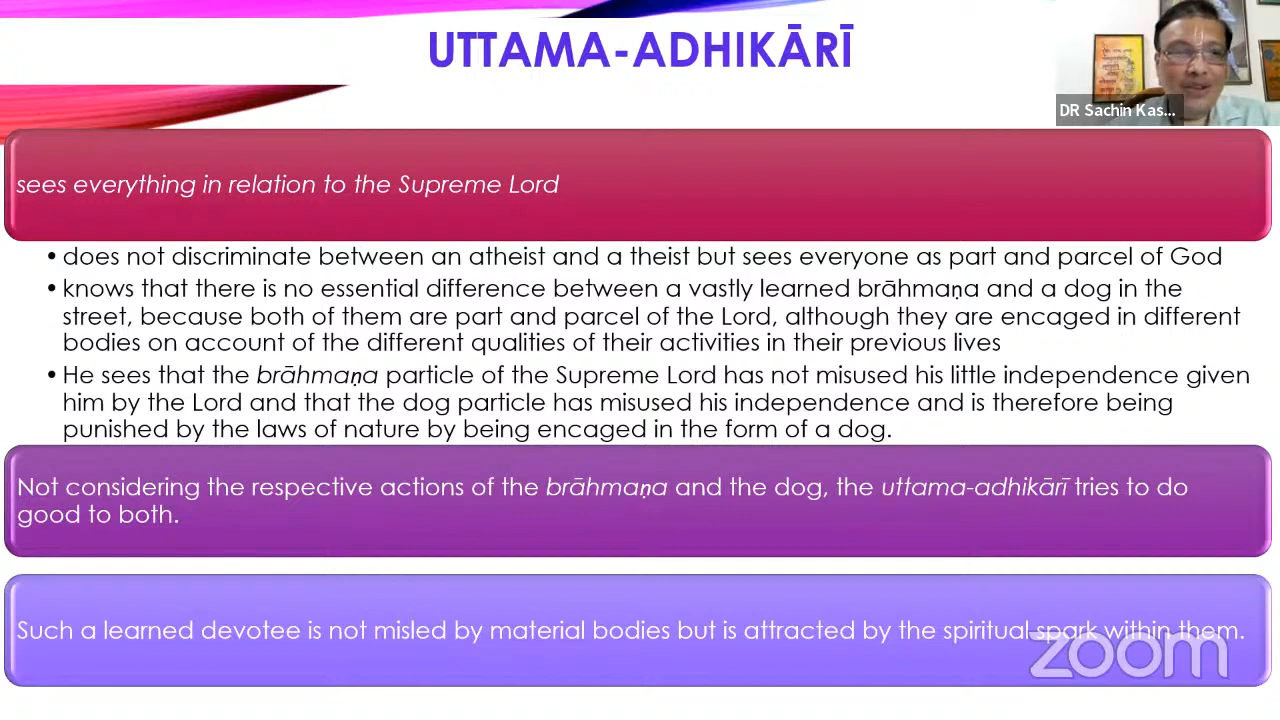 UTTAMA-ADHIKĀRĪ
DR Sachin Kas...
sees everything in relation to the Supreme Lord
• does not discriminate between an atheist and a theist but sees everyone as part and parcel of God
• knows that there is no essential difference between a vastly learned brāhmaṇa and a dog in the
street, because both of them are part and parcel of the Lord, although they are encaged in different
bodies on account of the different qualities of their activities in their previous lives
• He sees that the brāhmaṇa particle of the Supreme Lord has not misused his little independence given
him by the Lord and that the dog particle has misused his independence and is therefore being
punished by the laws of nature by being encaged in the form of a dog.
Not considering the respective actions of the brāhmaṇa and the dog, the uttama-adhikārī tries to do
good to both.
Such a learned devotee is not misled by material bodies but is attracted by the spiritual spark within them.
zoom